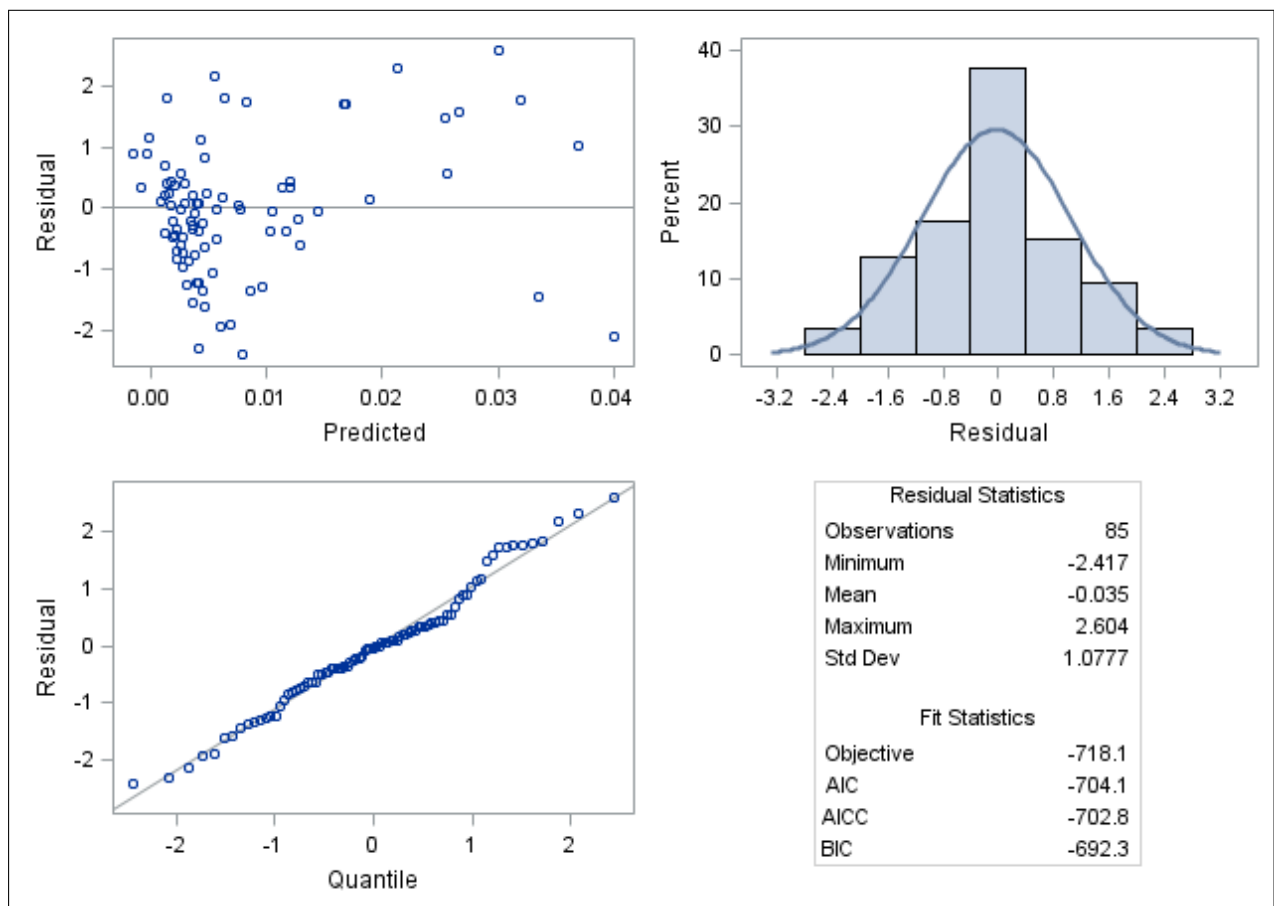 2
1
0
-1
-2
Residual
0.00 0.01 0.02 0.03 0.04
Predicted
40
30
20
10
0
Percent
-3.2 -2.4 -1.6 -0.8 0 0.8 1.6 2.4 3.2
Residual
2
1
0
-1
-2
Residual
-2 -1 0 1 2
Quantile
Residual Statistics
Observations 85
Minimum -2.417
Mean -0.035
Maximum 2.604
Std Dev 1.0777
Fit Statistics
Objective -718.1
AIC -704.1
AICC -702.8
BIC -692.3